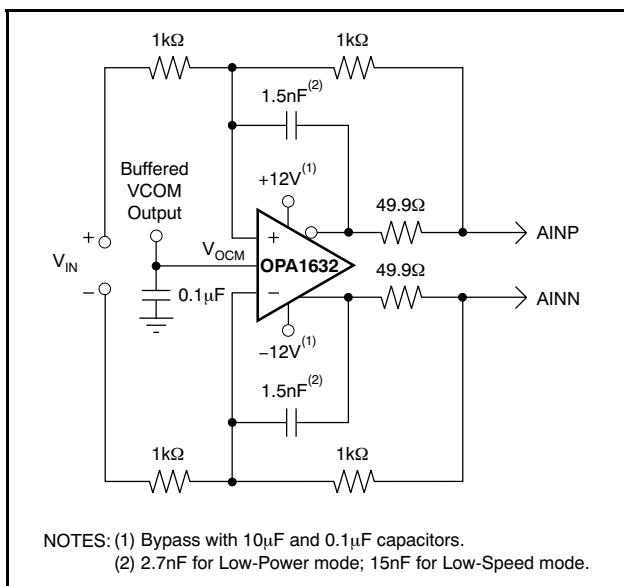 1kΩ
1kΩ
1.5nF(2)
Buffered
VCOM
Output
+12V(1)
49.9Ω
AINP
+
VIN
−
VOCM
+
OPA1632
−
49.9Ω
AINN
0.1µF
−12V(1)
1.5nF(2)
1kΩ
1kΩ
NOTES: (1) Bypass with 10µF and 0.1µF capacitors.
(2) 2.7nF for Low-Power mode; 15nF for Low-Speed mode.